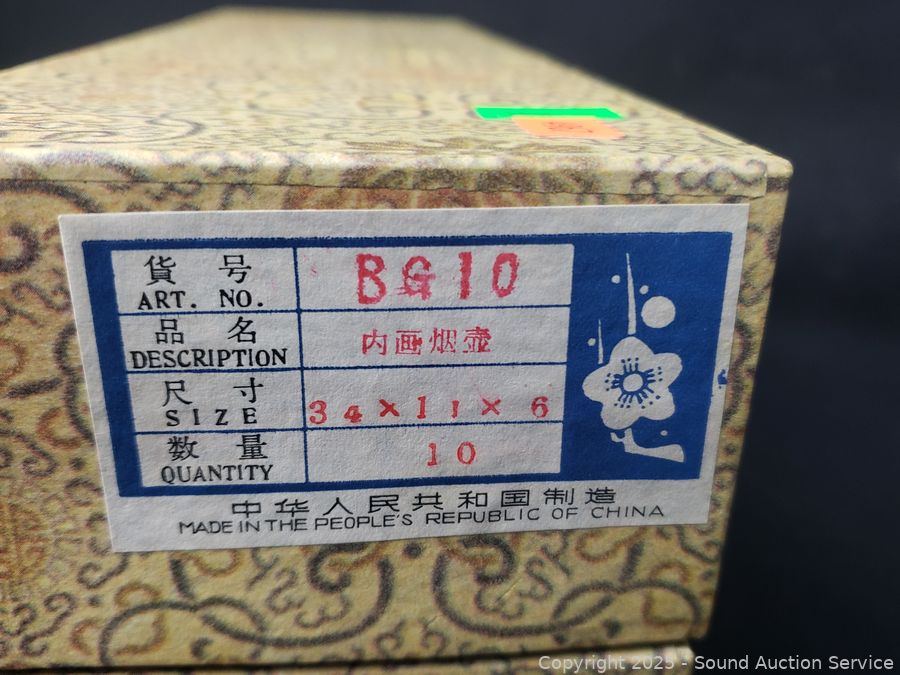 貨 号 BG10
ART. NO.
品 名 内画烟壶
DESCRIPTION
尺 寸 34×11×6
SIZE
数 量 10
QUANTITY
中华人民共和国制造
MADE IN THE PEOPLE'S REPUBLIC OF CHINA
Copyright © 2025 - Sound Auction Service